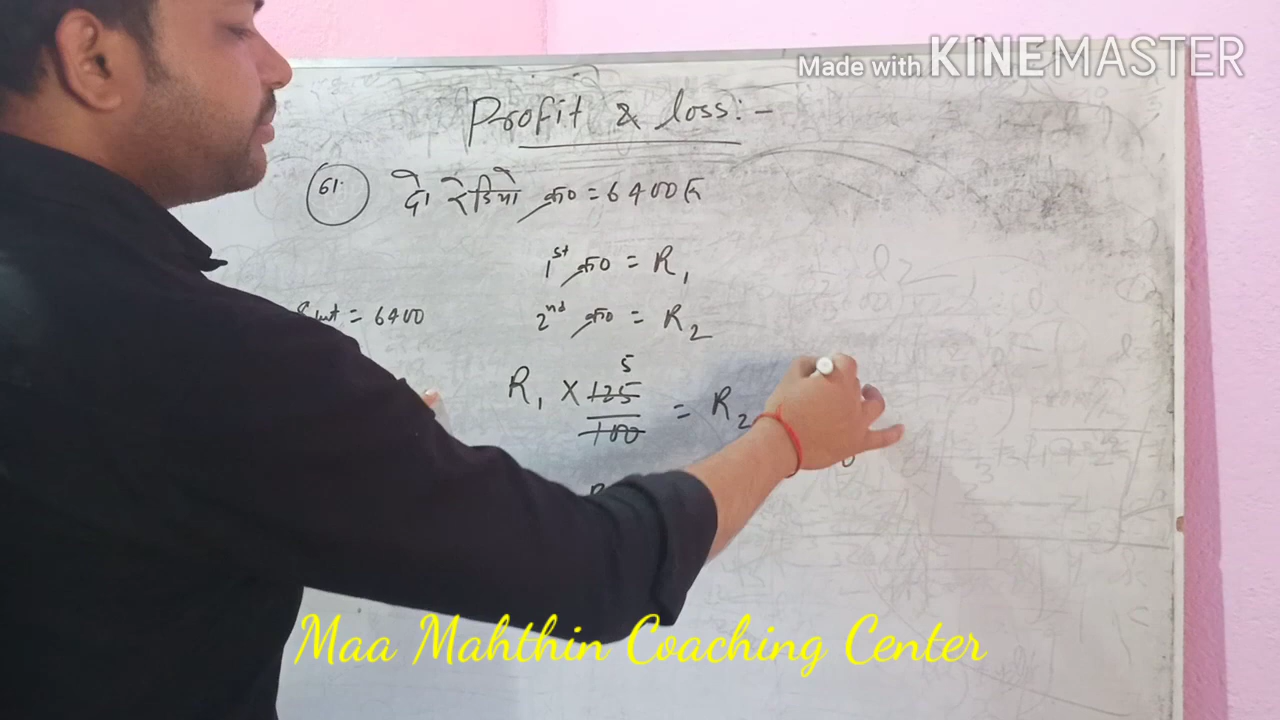 Made with KINEMASTER
Profit & loss:-
61. दो रेडियो क्र० = 6400 रु
1st क्र० = R1
= 6400
2nd क्र० = R2
5
R1 × 125/100 = R2
Maa Mahthin Coaching Center